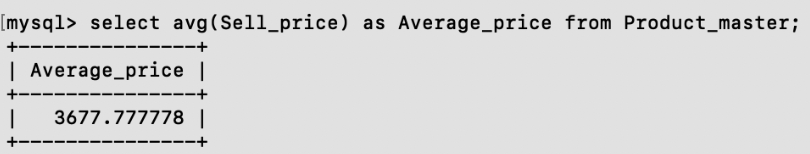 [mysql> select avg(Sell_price) as Average_price from Product_master;
+---------------+
| Average_price |
+---------------+
|   3677.777778 |
+---------------+